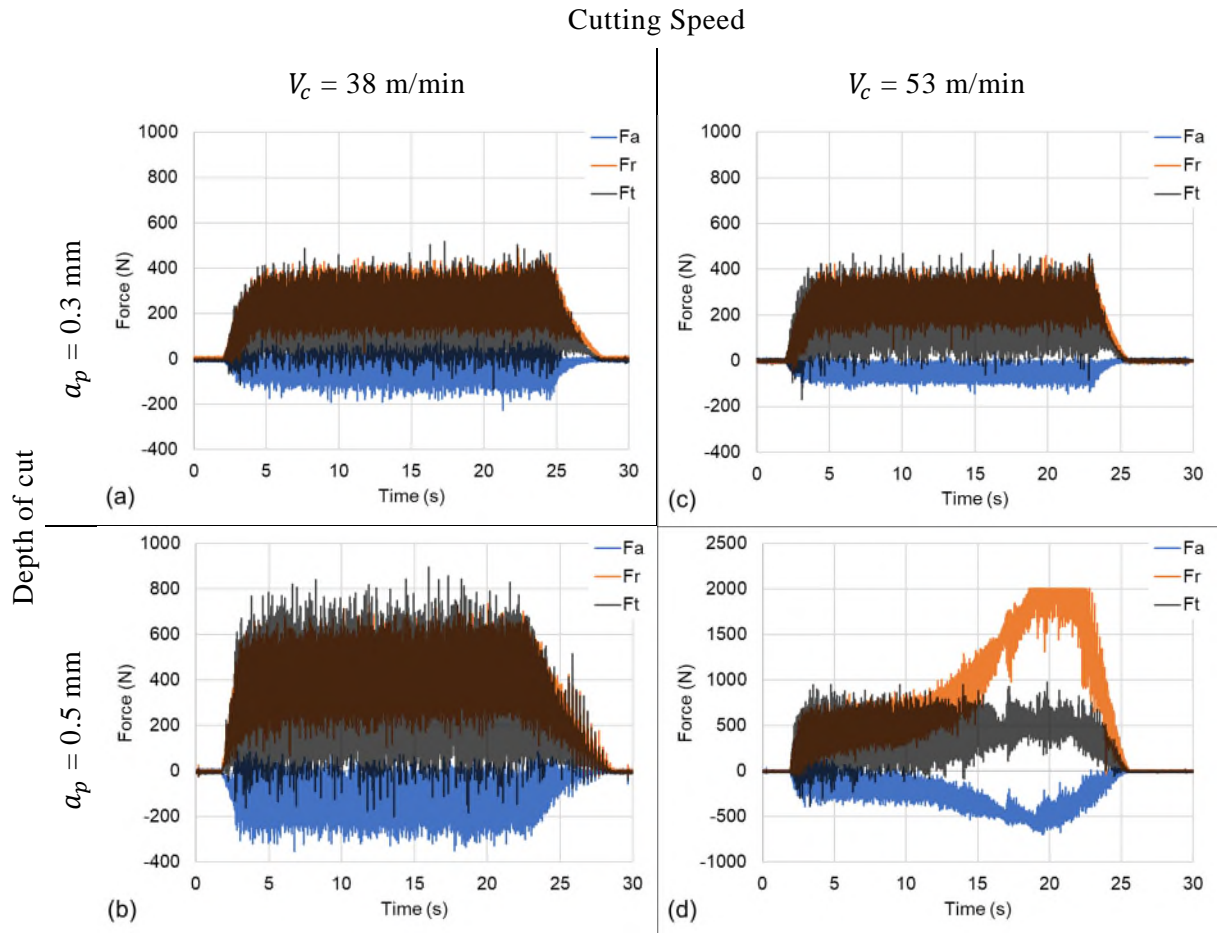 Cutting Speed
V_c = 38 m/min
V_c = 53 m/min
Depth of cut
a_p = 0.3 mm
1000
800
600
400
200
0
-200
-400
Force (N)
Fa
Fr
Ft
0 5 10 15 20 25 30
(a)
Time (s)
1000
800
600
400
200
0
-200
-400
Force (N)
Fa
Fr
Ft
0 5 10 15 20 25 30
(c)
Time (s)
a_p = 0.5 mm
1000
800
600
400
200
0
-200
-400
Force (N)
Fa
Fr
Ft
0 5 10 15 20 25 30
(b)
Time (s)
2500
2000
1500
1000
500
0
-500
-1000
Force (N)
Fa
Fr
Ft
0 5 10 15 20 25 30
(d)
Time (s)